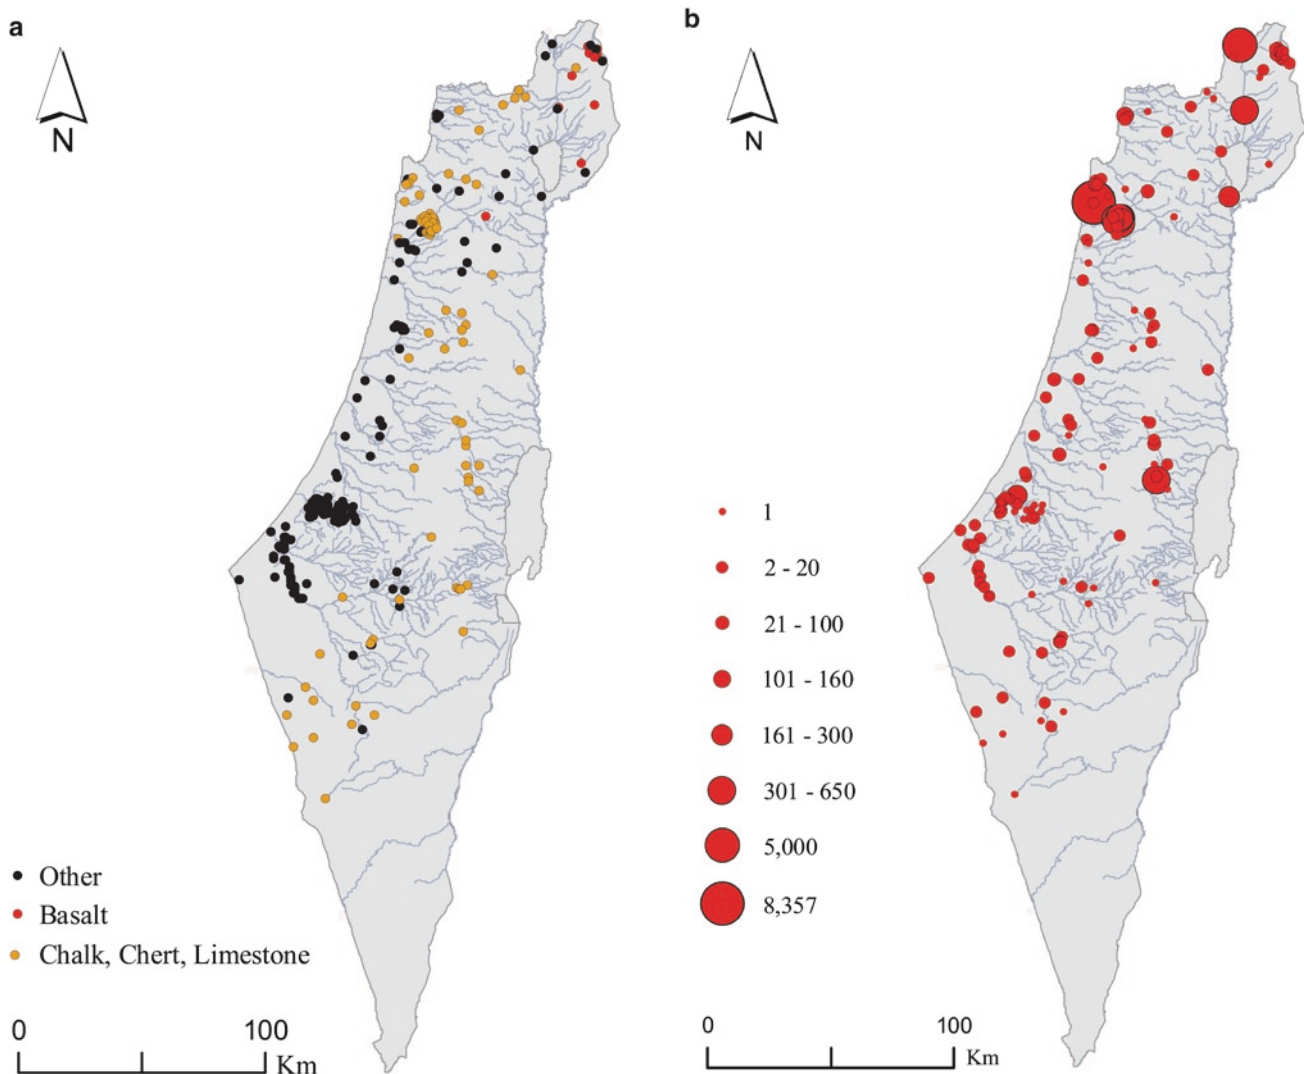 a
N
Other
Basalt
Chalk, Chert, Limestone
0
100
Km
b
N
1
2 - 20
21 - 100
101 - 160
161 - 300
301 - 650
5,000
8,357
0
100
Km